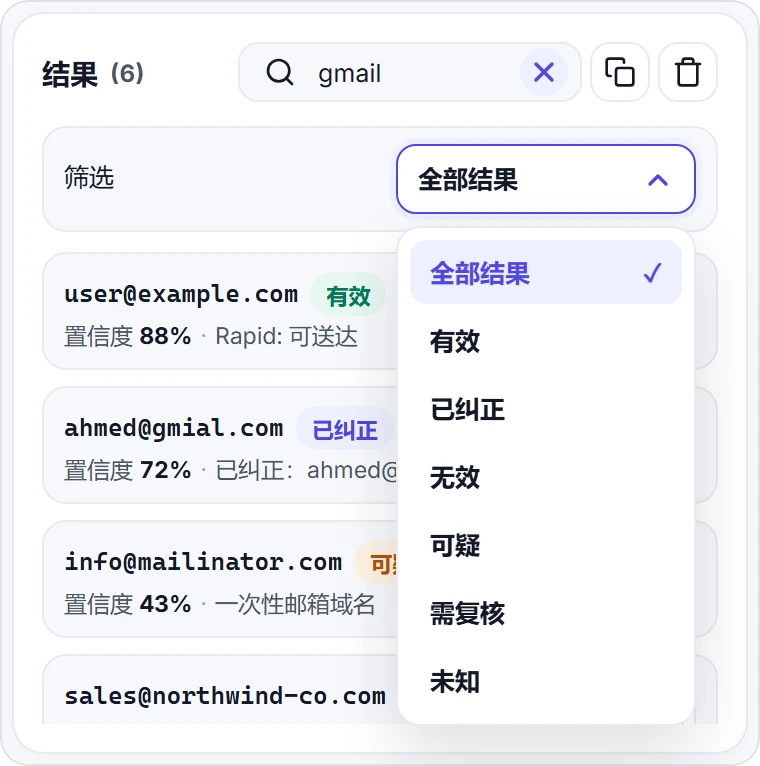 结果 (6)
gmail
筛选
全部结果
全部结果 ✓
有效
已纠正
无效
可疑
需复核
未知
user@example.com 有效
置信度 88% · Rapid: 可送达
ahmed@gmial.com 已纠正
置信度 72% · 已纠正：ahmed@
info@mailinator.com 可
置信度 43% · 一次性邮箱域名
sales@northwind-co.com